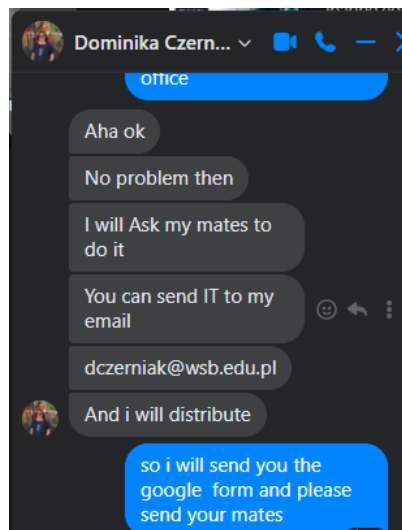 Dominika Czern...
office
Aha ok
No problem then
I will Ask my mates to
do it
You can send IT to my
email
dczerniak@wsb.edu.pl
And i will distribute
so i will send you the
google form and please
send your mates